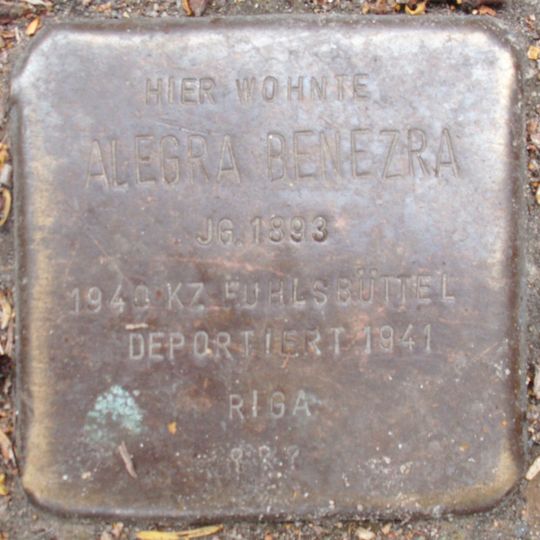 HIER WOHNTE
ALEGRA BENEZRA
JG. 1893
1940 KZ FUHLSBÜTTEL
DEPORTIERT 1941
RIGA
???